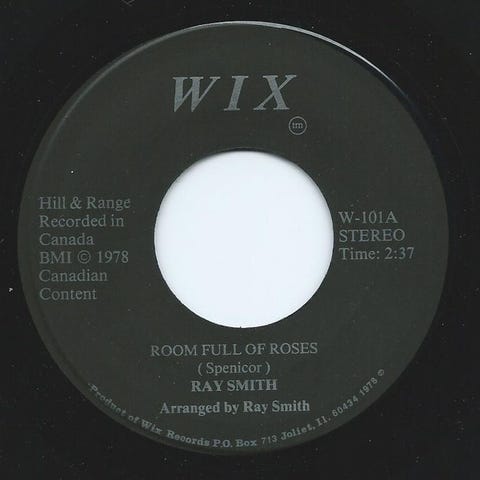 WIX
tm
Hill & Range
Recorded in
Canada
BMI © 1978
Canadian
Content
W-101A
STEREO
Time: 2:37
ROOM FULL OF ROSES
( Spenicor )
RAY SMITH
Arranged by Ray Smith
Product of Wix Records P.O. Box 713 Joliet, Il. 60434 1978 ℗